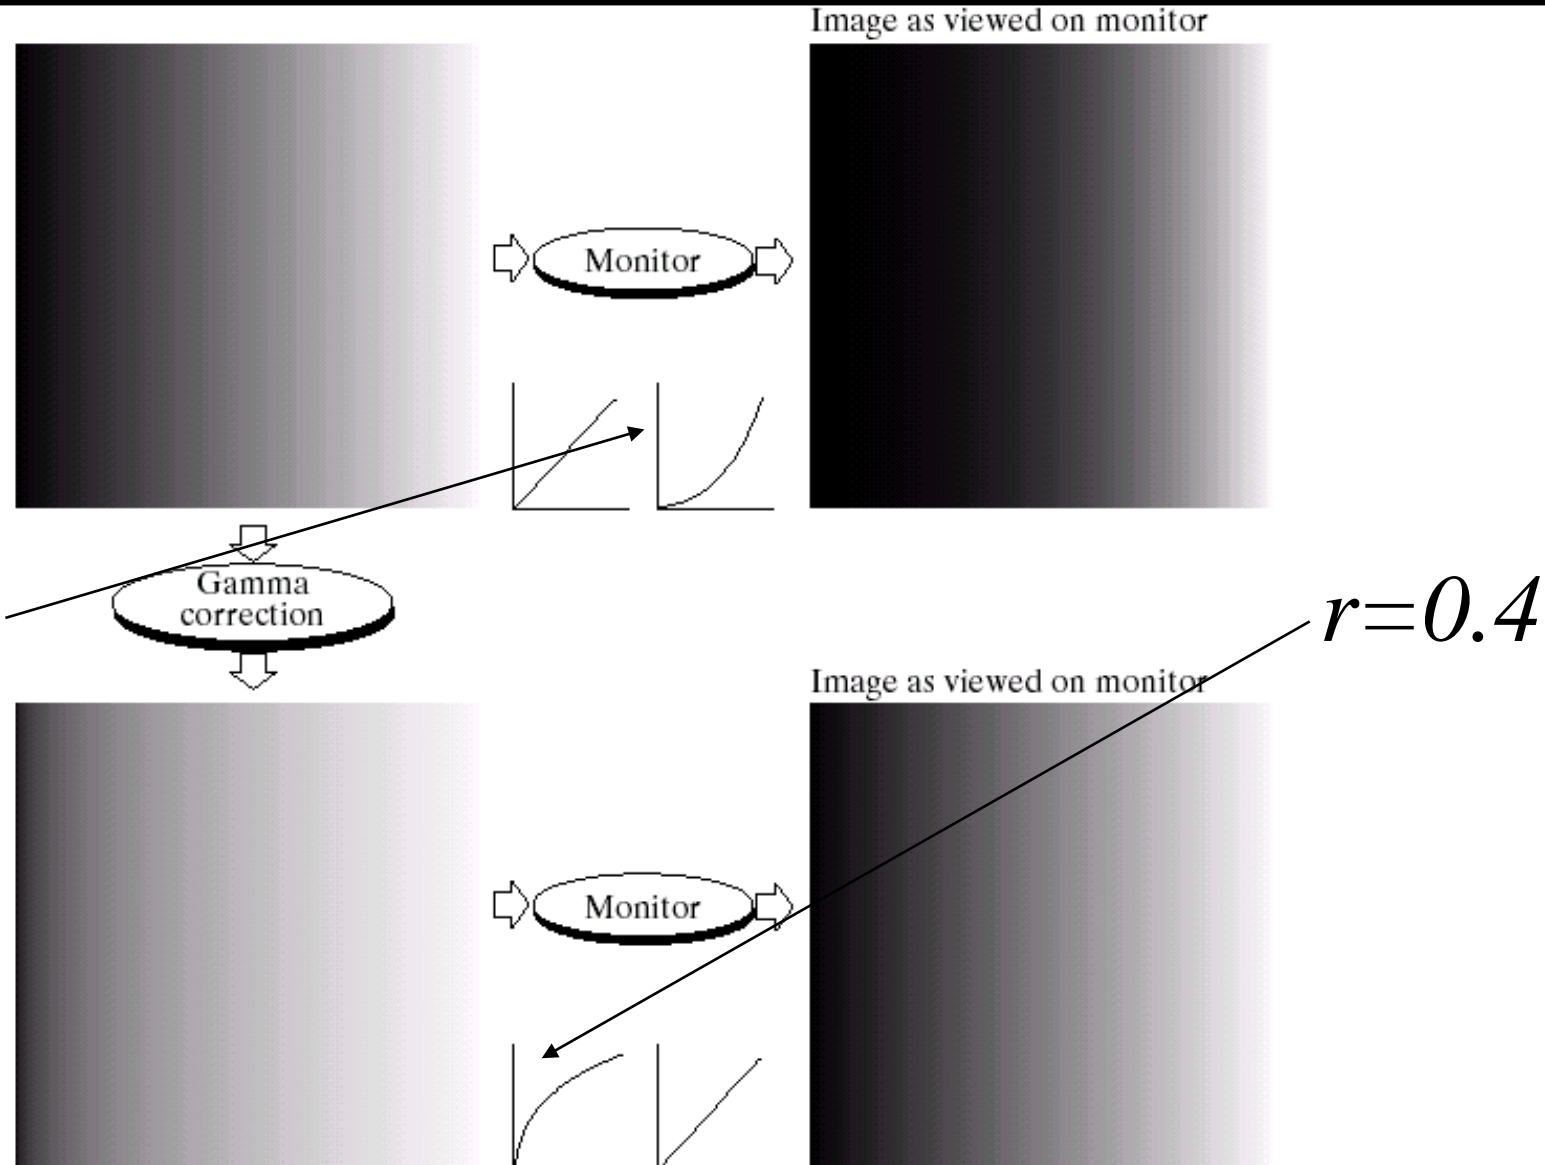 Image as viewed on monitor
Monitor
Gamma
correction
r=0.4
Image as viewed on monitor
Monitor